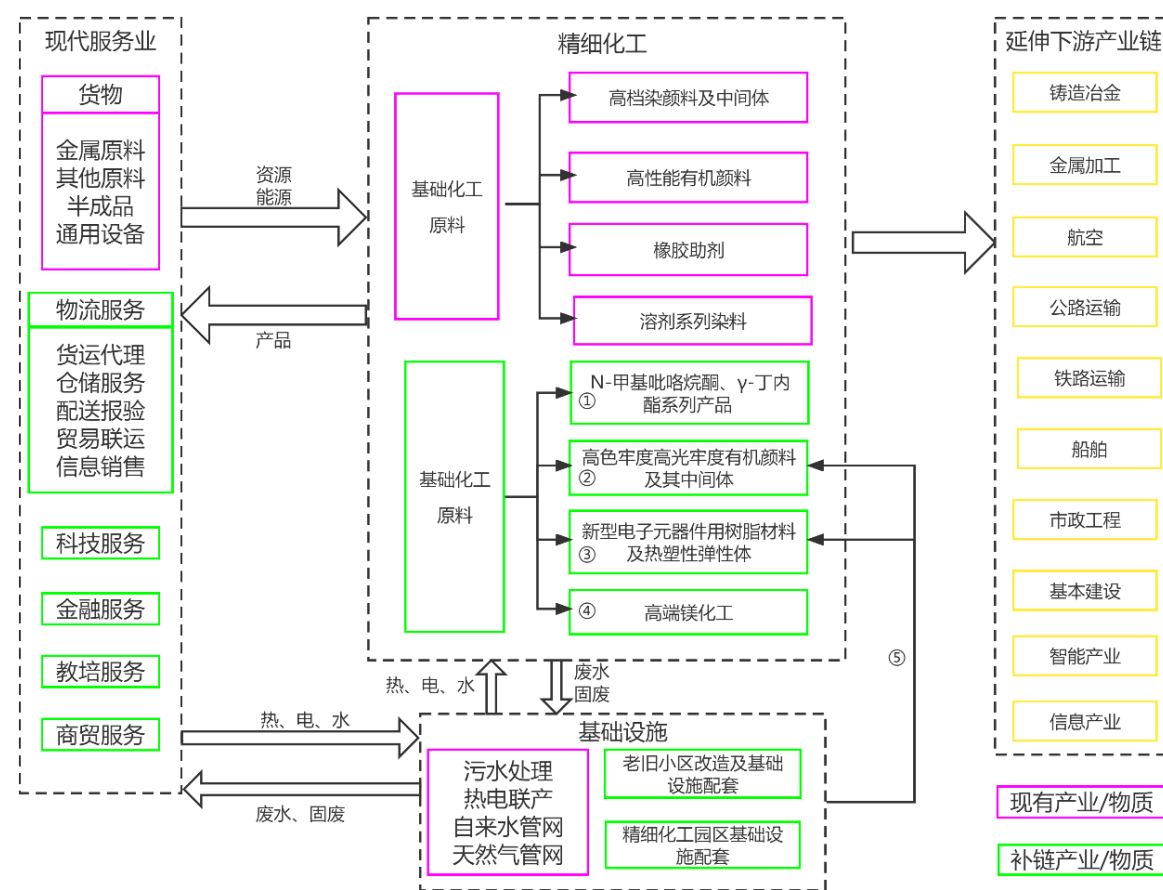 现代服务业
货物
金属原料
其他原料
半成品
通用设备
物流服务
货运代理
仓储服务
配送报验
贸易联运
信息销售
科技服务
金融服务
教培服务
商贸服务
资源
能源
产品
精细化工
基础化工
原料
高档染颜料及中间体
高性能有机颜料
橡胶助剂
溶剂系列染料
基础化工
原料
N-甲基吡咯烷酮、γ-丁内
① 酯系列产品
高色牢度高光牢度有机颜料
② 及其中间体
新型电子元器件用树脂材料
③ 及热塑性弹性体
④ 高端镁化工
⑤
热、电、水
废水
固废
热、电、水
废水、固废
基础设施
污水处理
热电联产
自来水管网
天然气管网
老旧小区改造及基础
设施配套
精细化工园区基础设
施配套
延伸下游产业链
铸造冶金
金属加工
航空
公路运输
铁路运输
船舶
市政工程
基本建设
智能产业
信息产业
现有产业/物质
补链产业/物质